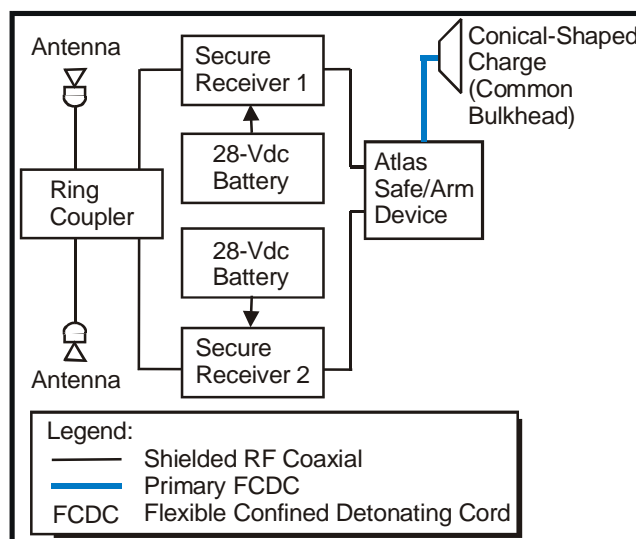 Antenna
Secure
Receiver 1
Conical-Shaped
Charge
(Common
Bulkhead)
28-Vdc
Battery
Ring
Coupler
Atlas
Safe/Arm
Device
28-Vdc
Battery
Secure
Receiver 2
Antenna
Legend:
Shielded RF Coaxial
Primary FCDC
FCDC Flexible Confined Detonating Cord